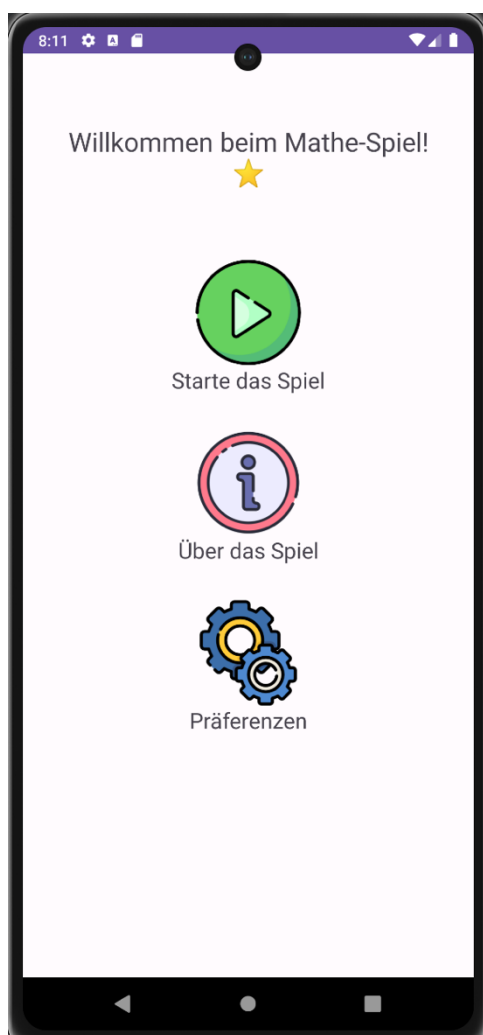 8:11
Willkommen beim Mathe-Spiel!
Starte das Spiel
Über das Spiel
Präferenzen